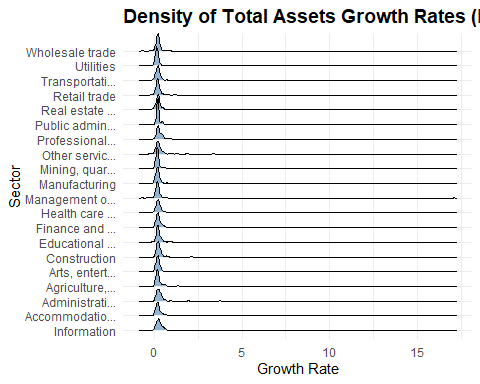 Density of Total Assets Growth Rates (
Sector
Wholesale trade
Utilities
Transportati...
Retail trade
Real estate ...
Public admin...
Professional...
Other servic...
Mining, quar...
Manufacturing
Management o...
Health care ...
Finance and ...
Educational ...
Construction
Arts, entert...
Agriculture,...
Administrati...
Accommodatio...
Information
0 5 10 15
Growth Rate